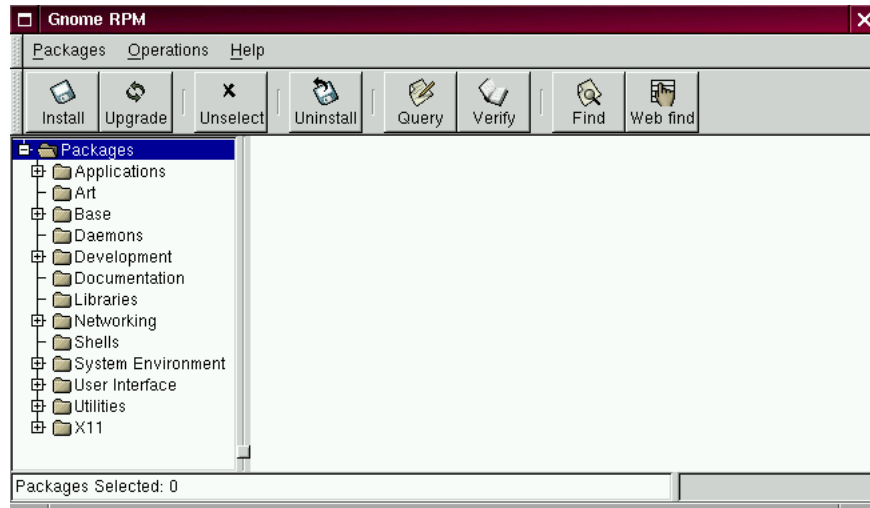 Gnome RPM
Packages Operations Help
Install Upgrade Unselect Uninstall Query Verify Find Web find
Packages
Applications
Art
Base
Daemons
Development
Documentation
Libraries
Networking
Shells
System Environment
User Interface
Utilities
X11
Packages Selected: 0